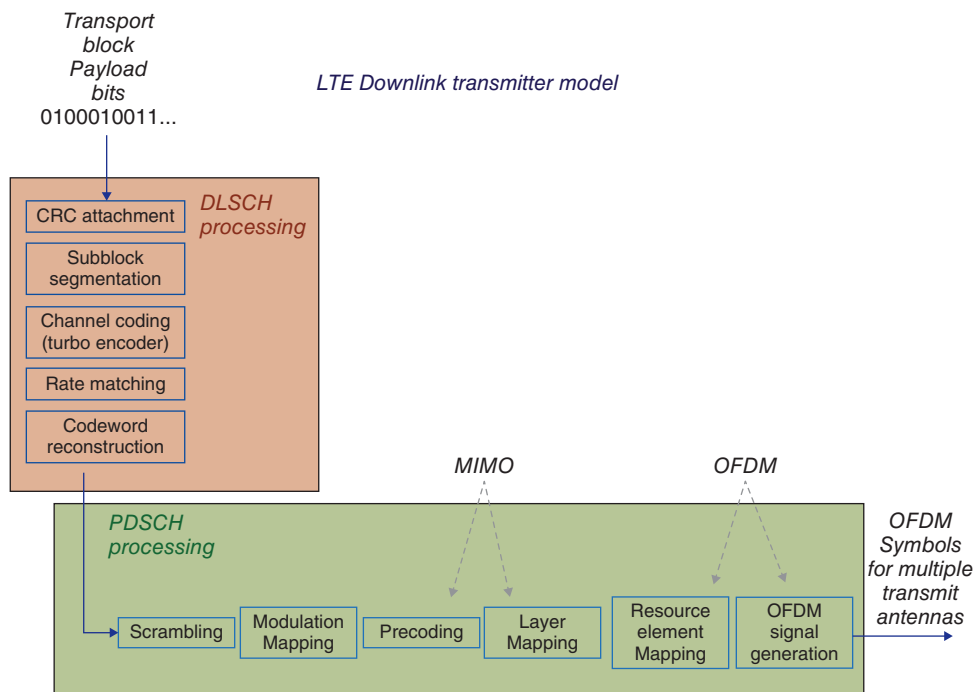 Transport
block
Payload
bits
0100010011...
LTE Downlink transmitter model
DLSCH
processing
CRC attachment
Subblock
segmentation
Channel coding
(turbo encoder)
Rate matching
Codeword
reconstruction
MIMO
OFDM
PDSCH
processing
Scrambling
Modulation
Mapping
Precoding
Layer
Mapping
Resource
element
Mapping
OFDM
signal
generation
OFDM
Symbols
for multiple
transmit
antennas